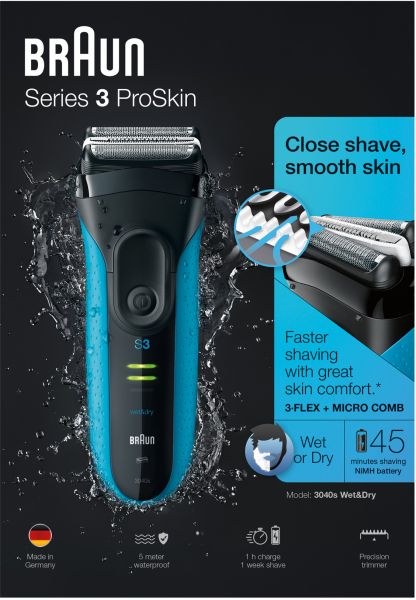 BRAUN
Series 3 ProSkin
Close shave,
smooth skin
Faster
shaving
with great
skin comfort.*
3-FLEX + MICRO COMB
S3
wet&dry
BRAUN
3040s
Wet
or Dry
45
minutes shaving
NiMH battery
Model: 3040s Wet&Dry
Made in
Germany
5 meter
waterproof
1 h charge
1 week shave
Precision
trimmer